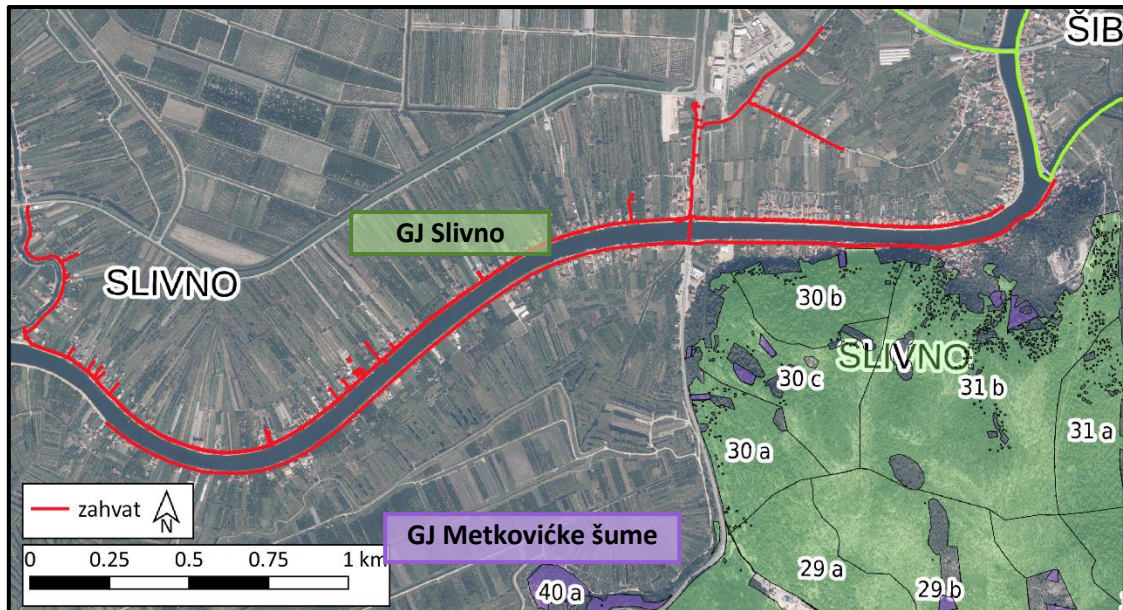 ŠIB
GJ Slivno
SLIVNO
30 b
SLIVNO
30 c
31 b
30 a
31 a
zahvat
N
0 0.25 0.5 0.75 1 km
GJ Metkovićke šume
29 a
29 b
40 a